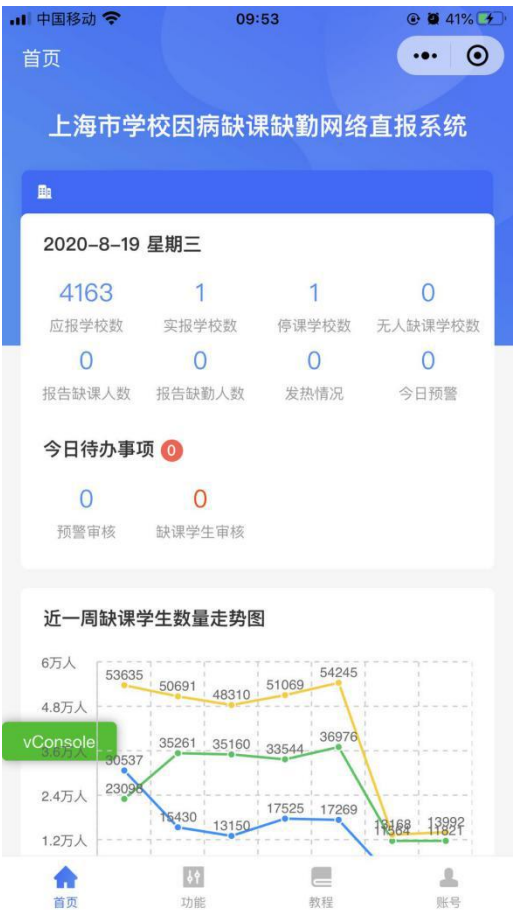 中国移动 09:53 41%
首页
上海市学校因病缺课缺勤网络直报系统
2020-8-19 星期三
4163 1 1 0
应报学校数 实报学校数 停课学校数 无人缺课学校数
0 0 0 0
报告缺课人数 报告缺勤人数 发热情况 今日预警
今日待办事项 0
0 0
预警审核 缺课学生审核
近一周缺课学生数量走势图
6万人
53635 50691 48310 51069 54245
4.8万人
vConsole
3.6万人
30537 35261 35160 33544 36976
2.4万人
23098
15430 13150 17525 17269
13168 13992
11564 11821
1.2万人
首页 功能 教程 账号